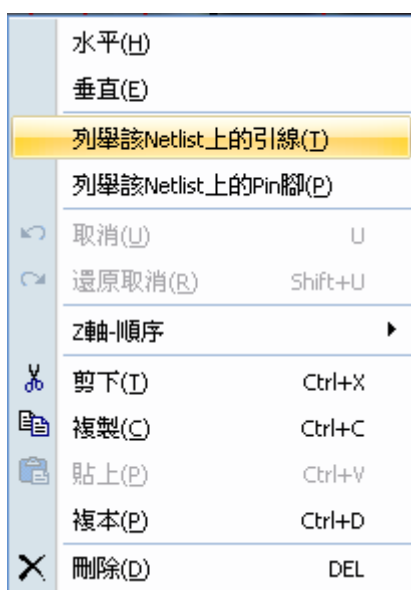 水平(H)
垂直(E)
列舉該Netlist上的引線(T)
列舉該Netlist上的Pin腳(P)
取消(U) U
還原取消(R) Shift+U
Z軸-順序
剪下(T) Ctrl+X
複製(C) Ctrl+C
貼上(P) Ctrl+V
複本(P) Ctrl+D
刪除(D) DEL